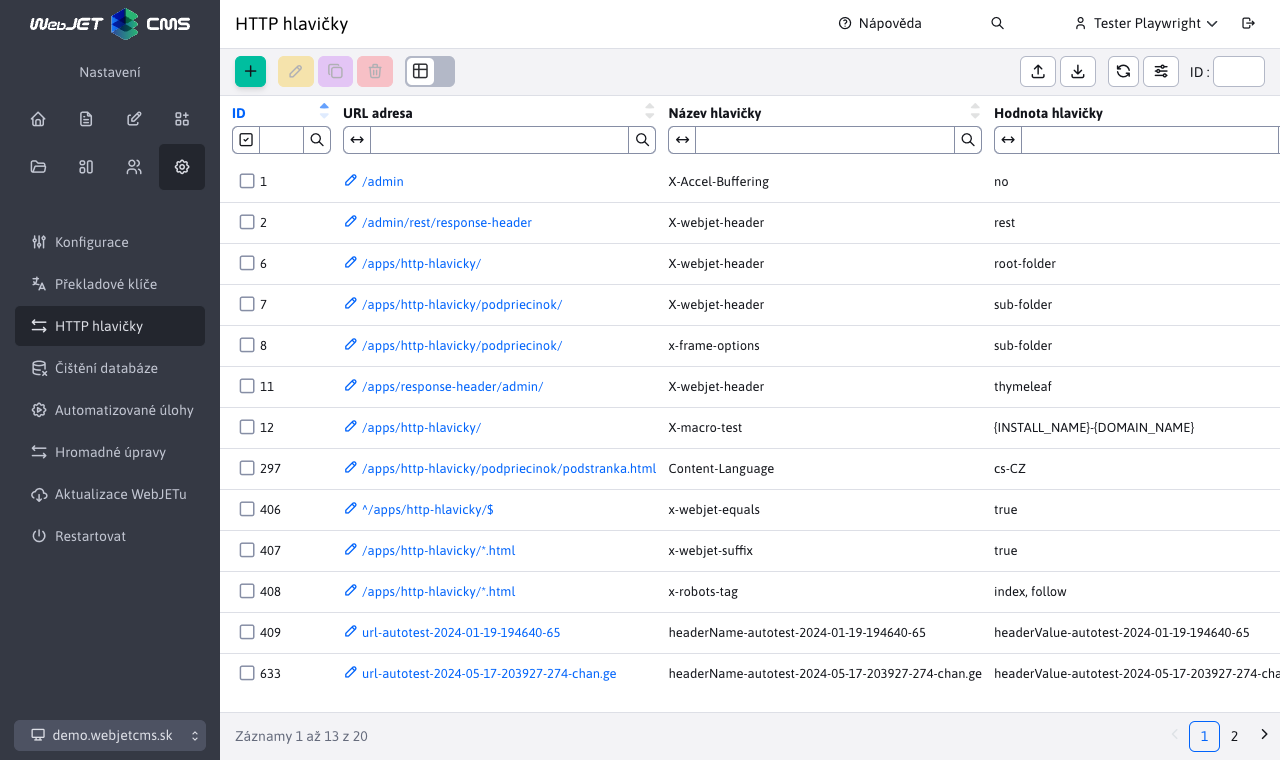 WebJET CMS
HTTP hlavičky
Nápověda
Tester Playwright
Nastavení
ID :
Konfigurace
Překladové klíče
HTTP hlavičky
Čištění databáze
Automatizované úlohy
Hromadné úpravy
Aktualizace WebJETu
Restartovat
demo.webjetcms.sk
ID URL adresa Název hlavičky Hodnota hlavičky
1 /admin X-Accel-Buffering no
2 /admin/rest/response-header X-webjet-header rest
6 /apps/http-hlavicky/ X-webjet-header root-folder
7 /apps/http-hlavicky/podpriecinok/ X-webjet-header sub-folder
8 /apps/http-hlavicky/podpriecinok/ x-frame-options sub-folder
11 /apps/response-header/admin/ X-webjet-header thymeleaf
12 /apps/http-hlavicky/ X-macro-test {INSTALL_NAME}-{DOMAIN_NAME}
297 /apps/http-hlavicky/podpriecinok/podstranka.html Content-Language cs-CZ
406 ^/apps/http-hlavicky/$ x-webjet-equals true
407 /apps/http-hlavicky/*.html x-webjet-suffix true
408 /apps/http-hlavicky/*.html x-robots-tag index, follow
409 url-autotest-2024-01-19-194640-65 headerName-autotest-2024-01-19-194640-65 headerValue-autotest-2024-01-19-194640-65
633 url-autotest-2024-05-17-203927-274-chan.ge headerName-autotest-2024-05-17-203927-274-chan.ge headerValue-autotest-2024-05-17-203927-274-cha
Záznamy 1 až 13 z 20
1 2